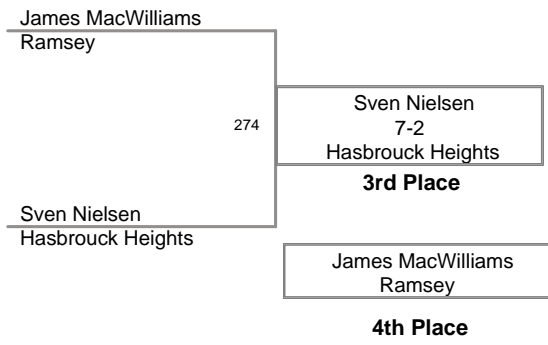 James MacWilliams
Ramsey
274
Sven Nielsen
7-2
Hasbrouck Heights
3rd Place
Sven Nielsen
Hasbrouck Heights
James MacWilliams
Ramsey
4th Place